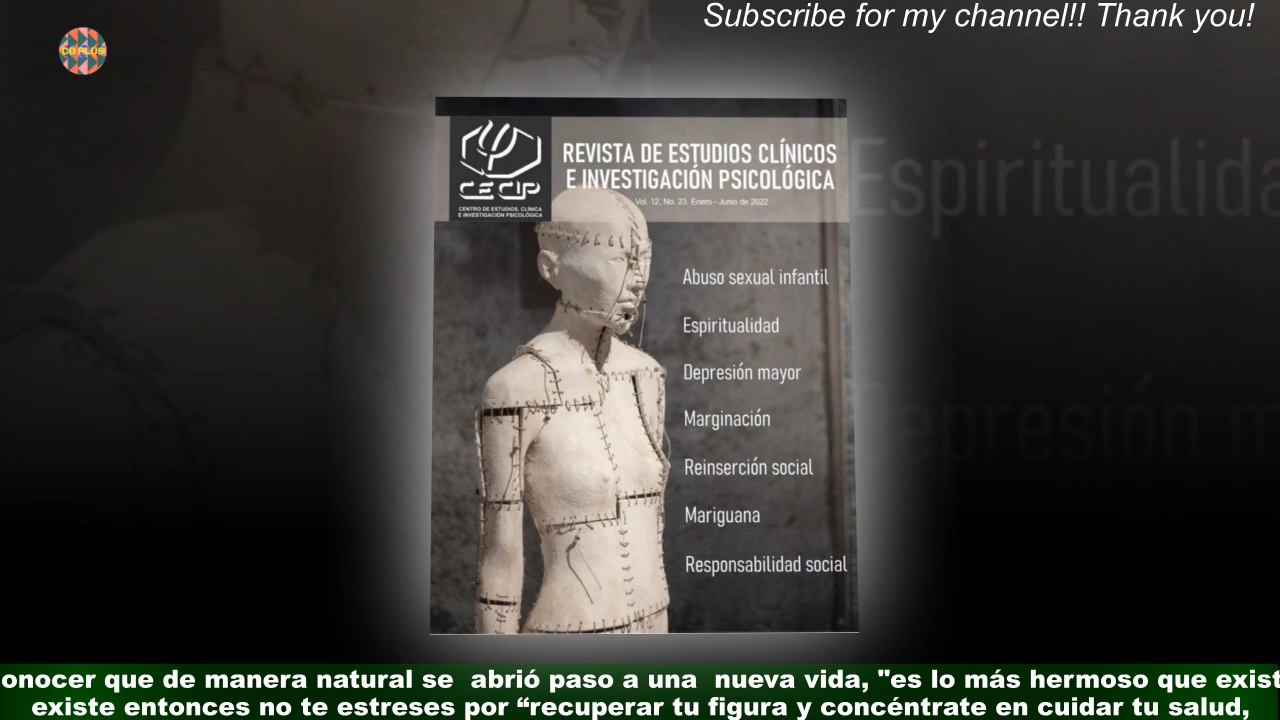 Subscribe for my channel!! Thank you!
CO PLUS
CECIP
CENTRO DE ESTUDIOS, CLÍNICA
E INVESTIGACIÓN PSICOLÓGICA
REVISTA DE ESTUDIOS CLÍNICOS
E INVESTIGACIÓN PSICOLÓGICA
Vol. 12, No. 23. Enero - Junio de 2022
Abuso sexual infantil
Espiritualidad
Depresión mayor
Marginación
Reinserción social
Mariguana
Responsabilidad social
Espiritualida
epresión m
onocer que de manera natural se abrió paso a una nueva vida, "es lo más hermoso que exist
existe entonces no te estreses por “recuperar tu figura y concéntrate en cuidar tu salud,